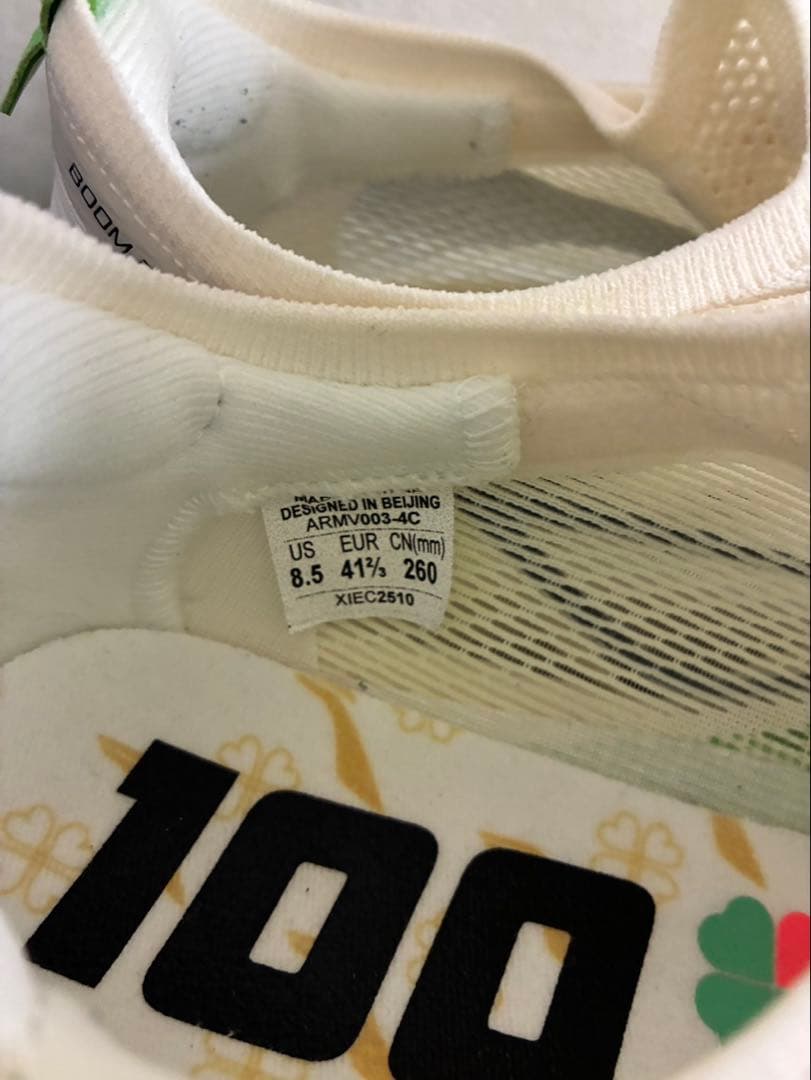 BOOM
DESIGNED IN BEIJING
ARMV003-4C
US EUR CN(mm)
8.5 41⅔ 260
XIEC2510
100